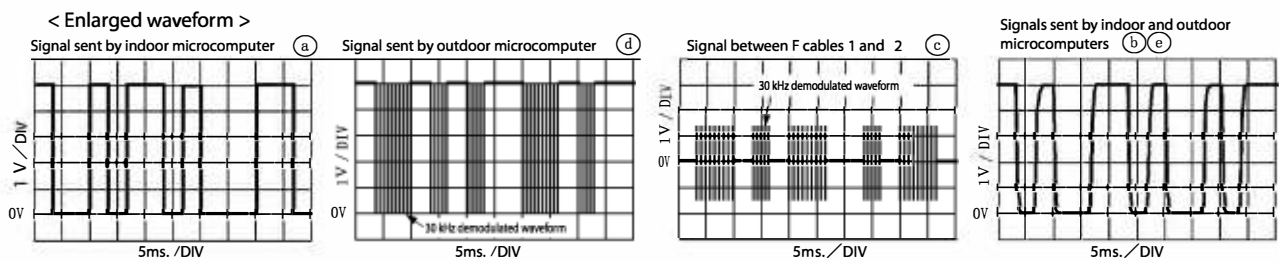 < Enlarged waveform >
Signal sent by indoor microcomputer ⓐ
1 V/DIV
0V
5ms. /DIV
Signal sent by outdoor microcomputer ⓓ
1V / DIV
0V
30 kHz demodulated waveform
5ms. /DIV
Signal between F cables 1 and 2 ⓒ
30 kHz demodulated waveform
1 V / DIV
0V
5ms./DIV
Signals sent by indoor and outdoor
microcomputers ⓑⓔ
1 V/DIV
0V
5ms./DIV